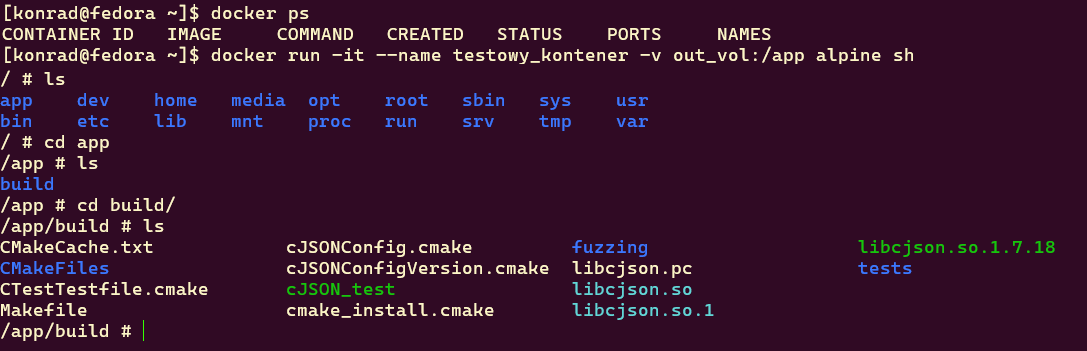 [konrad@fedora ~]$ docker ps
CONTAINER ID   IMAGE     COMMAND   CREATED   STATUS    PORTS     NAMES
[konrad@fedora ~]$ docker run -it --name testowy_kontener -v out_vol:/app alpine sh
/ # ls
app    dev    home   media  opt    root   sbin   sys    usr
bin    etc    lib    mnt    proc   run    srv    tmp    var
/ # cd app
/app # ls
build
/app # cd build/
/app/build # ls
CMakeCache.txt            cJSONConfig.cmake         fuzzing                   libcjson.so.1.7.18
CMakeFiles                cJSONConfigVersion.cmake  libcjson.pc               tests
CTestTestfile.cmake       cJSON_test                libcjson.so
Makefile                  cmake_install.cmake       libcjson.so.1
/app/build #